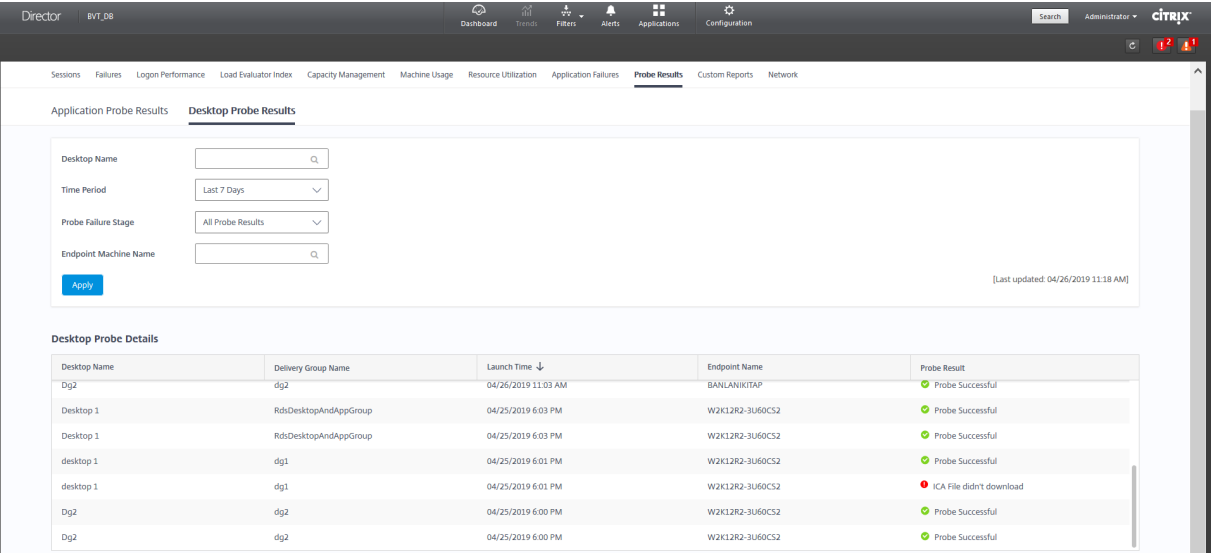 Director BVT_DB Dashboard Trends Filters Alerts Applications Configuration Search Administrator CITRIX
2 1
Sessions Failures Logon Performance Load Evaluator Index Capacity Management Machine Usage Resource Utilization Application Failures Probe Results Custom Reports Network
Application Probe Results Desktop Probe Results
Desktop Name
Time Period Last 7 Days
Probe Failure Stage All Probe Results
Endpoint Machine Name
Apply [Last updated: 04/26/2019 11:18 AM]
Desktop Probe Details
Desktop Name Delivery Group Name Launch Time Endpoint Name Probe Result
Dg2 dg2 04/26/2019 11:03 AM BANLANIKITAP Probe Successful
Desktop 1 RdsDesktopAndAppGroup 04/25/2019 6:03 PM W2K12R2-3U60CS2 Probe Successful
Desktop 1 RdsDesktopAndAppGroup 04/25/2019 6:03 PM W2K12R2-3U60CS2 Probe Successful
desktop 1 dg1 04/25/2019 6:01 PM W2K12R2-3U60CS2 Probe Successful
desktop 1 dg1 04/25/2019 6:01 PM W2K12R2-3U60CS2 ICA File didn't download
Dg2 dg2 04/25/2019 6:00 PM W2K12R2-3U60CS2 Probe Successful
Dg2 dg2 04/25/2019 6:00 PM W2K12R2-3U60CS2 Probe Successful